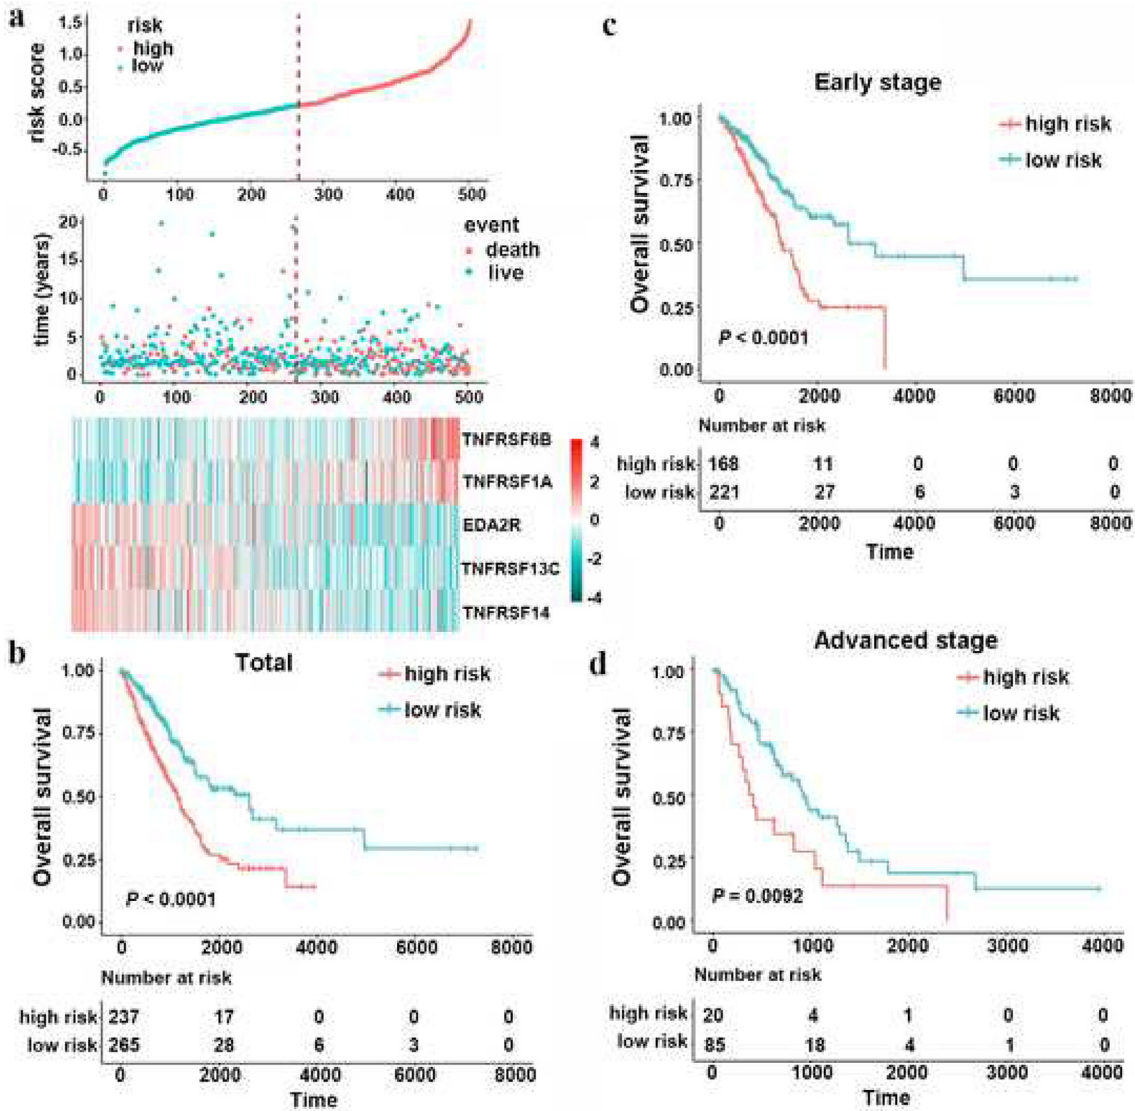 a
risk
high
low
risk score
1.5
1.0
0.5
0.0
-0.5
0 100 200 300 400 500
event
death
live
time (years)
20
15
10
5
0
0 100 200 300 400 500
TNFRSF6B
TNFRSF1A
EDA2R
TNFRSF13C
TNFRSF14
4
2
0
-2
-4
b
Total
high risk
low risk
Overall survival
1.00
0.75
0.50
0.25
0.00
P < 0.0001
0 2000 4000 6000 8000
Number at risk
high risk 237 17 0 0 0
low risk 265 28 6 3 0
0 2000 4000 6000 8000
Time
c
Early stage
high risk
low risk
Overall survival
1.00
0.75
0.50
0.25
0.00
P < 0.0001
0 2000 4000 6000 8000
Number at risk
high risk 168 11 0 0 0
low risk 221 27 6 3 0
0 2000 4000 6000 8000
Time
d
Advanced stage
high risk
low risk
Overall survival
1.00
0.75
0.50
0.25
0.00
P = 0.0092
0 1000 2000 3000 4000
Number at risk
high risk 20 4 1 0 0
low risk 85 18 4 1 0
0 1000 2000 3000 4000
Time